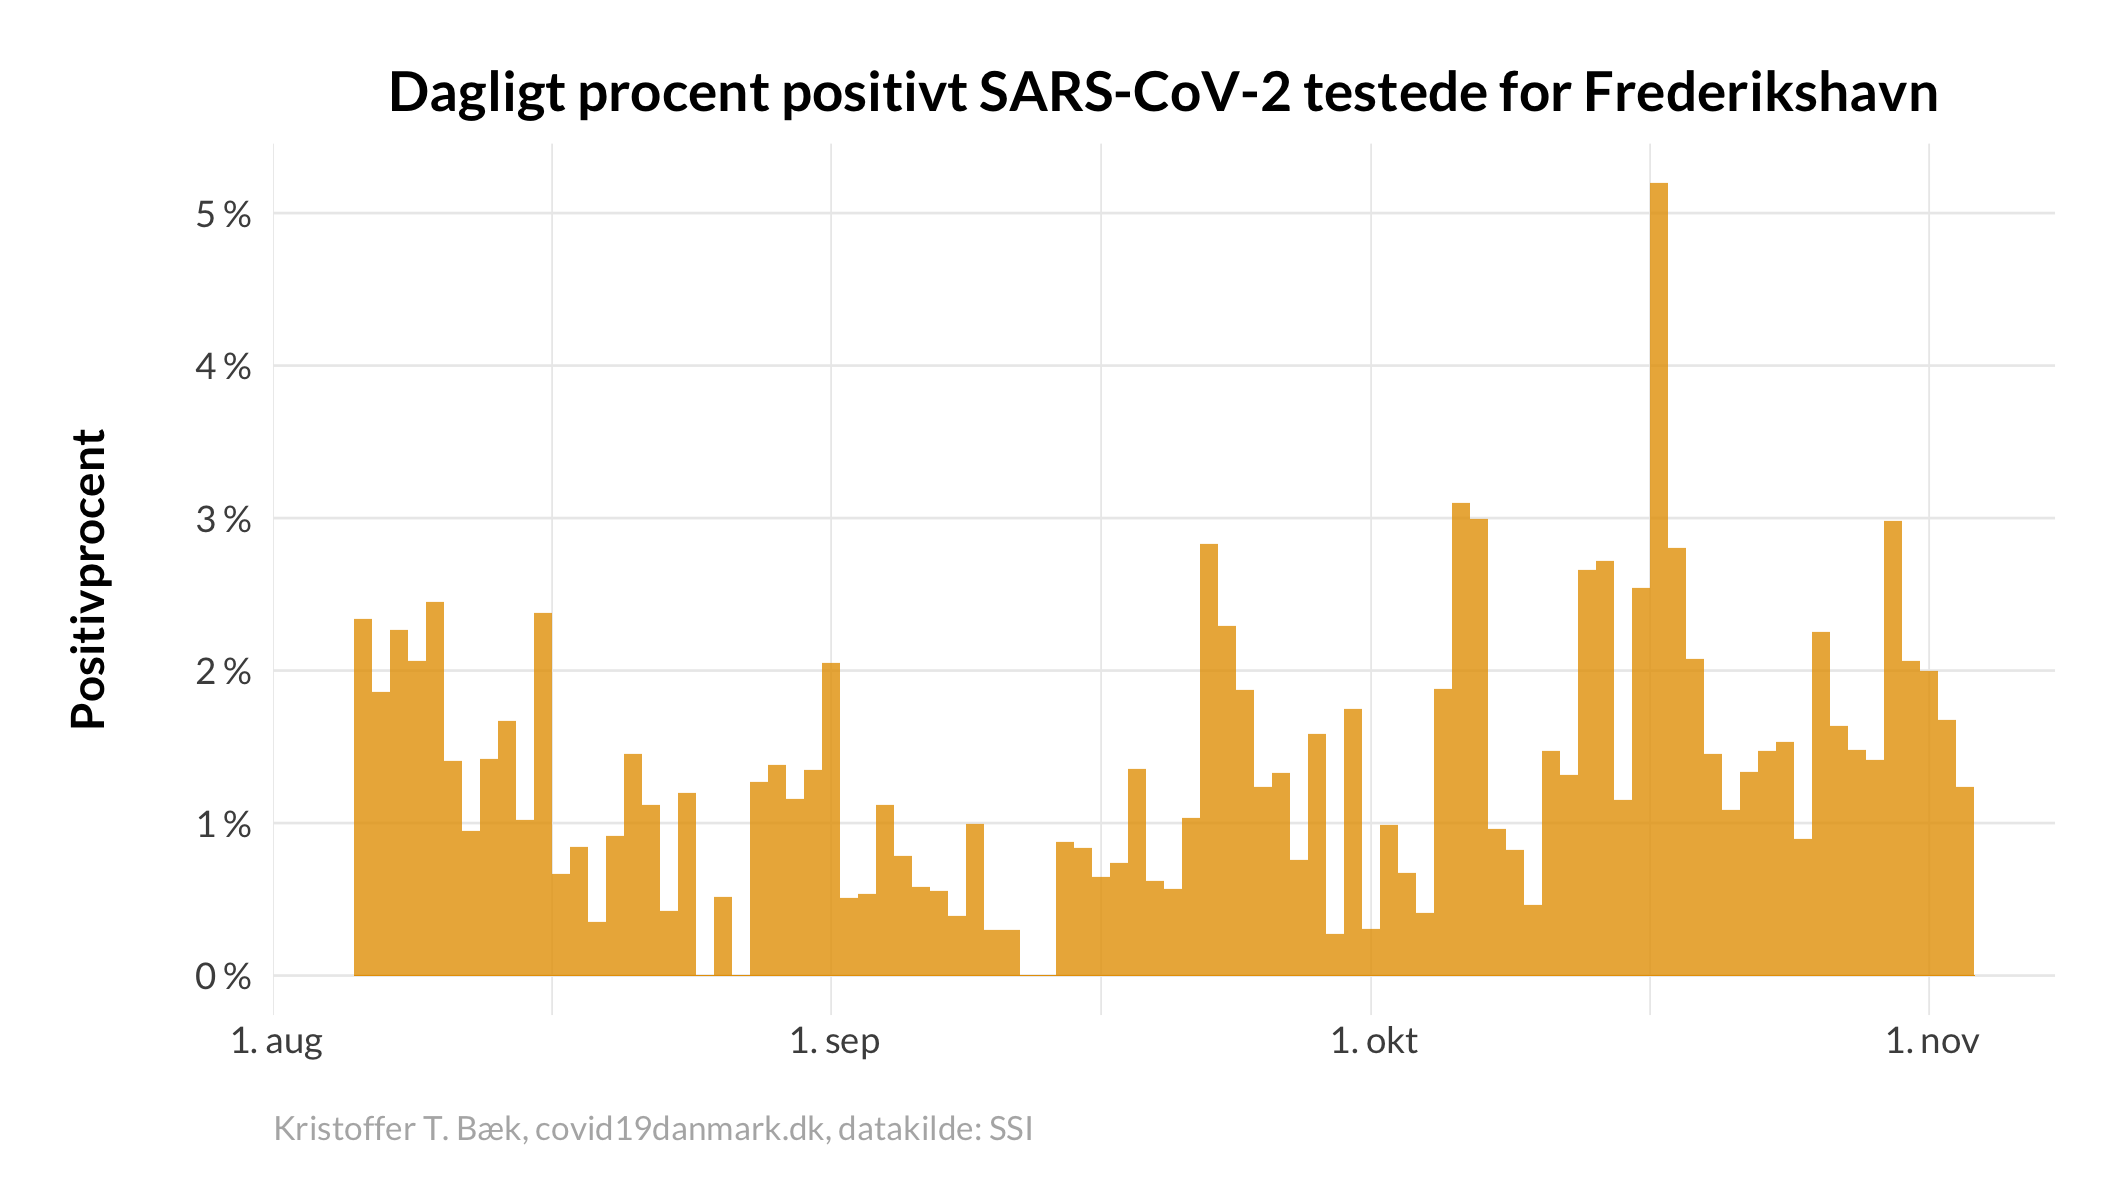 Dagligt procent positivt SARS-CoV-2 testede for Frederikshavn
Positivprocent
5 %
4 %
3 %
2 %
1 %
0 %
1. aug
1. sep
1. okt
1. nov
Kristoffer T. Bæk, covid19danmark.dk, datakilde: SSI